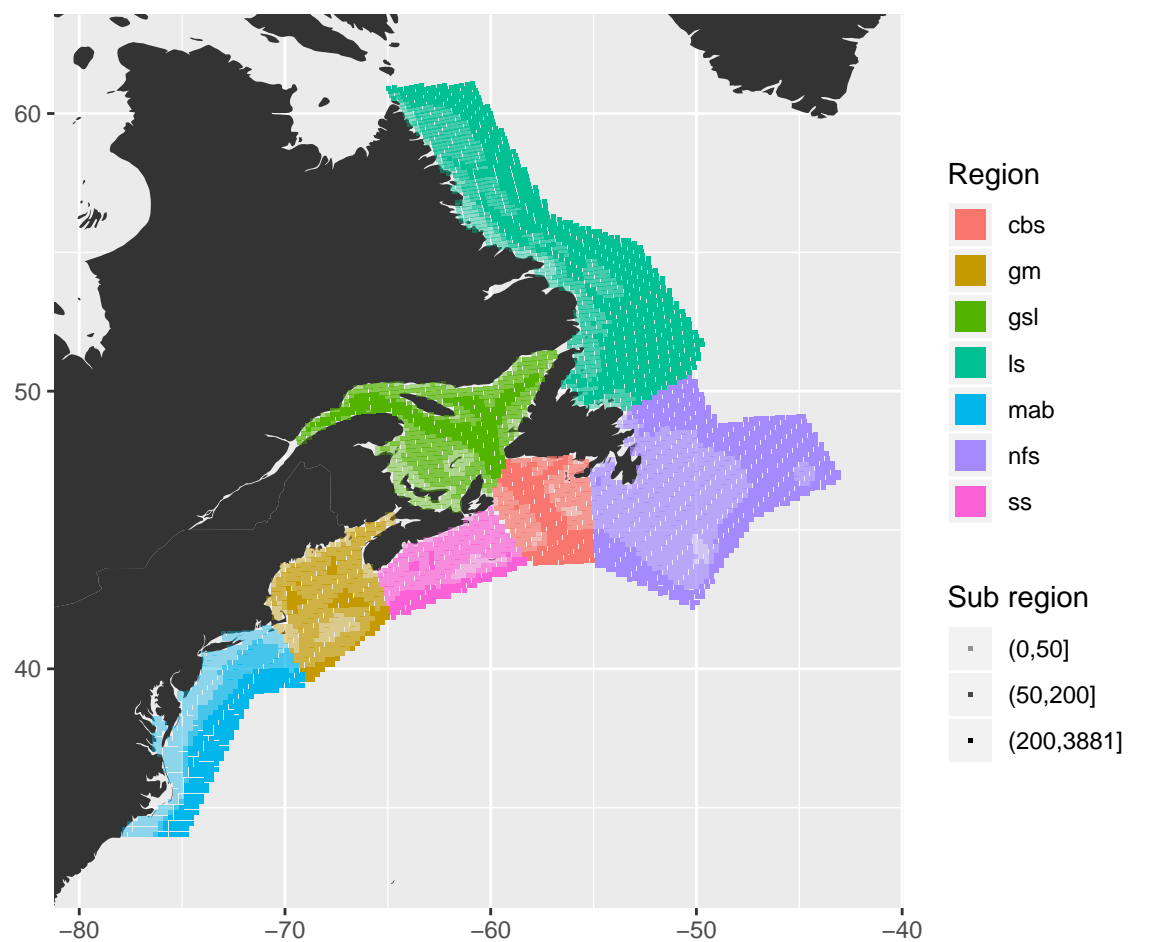 60
50
40
−80
−70
−60
−50
−40
Region
cbs
gm
gsl
ls
mab
nfs
ss
Sub region
(0,50]
(50,200]
(200,3881]